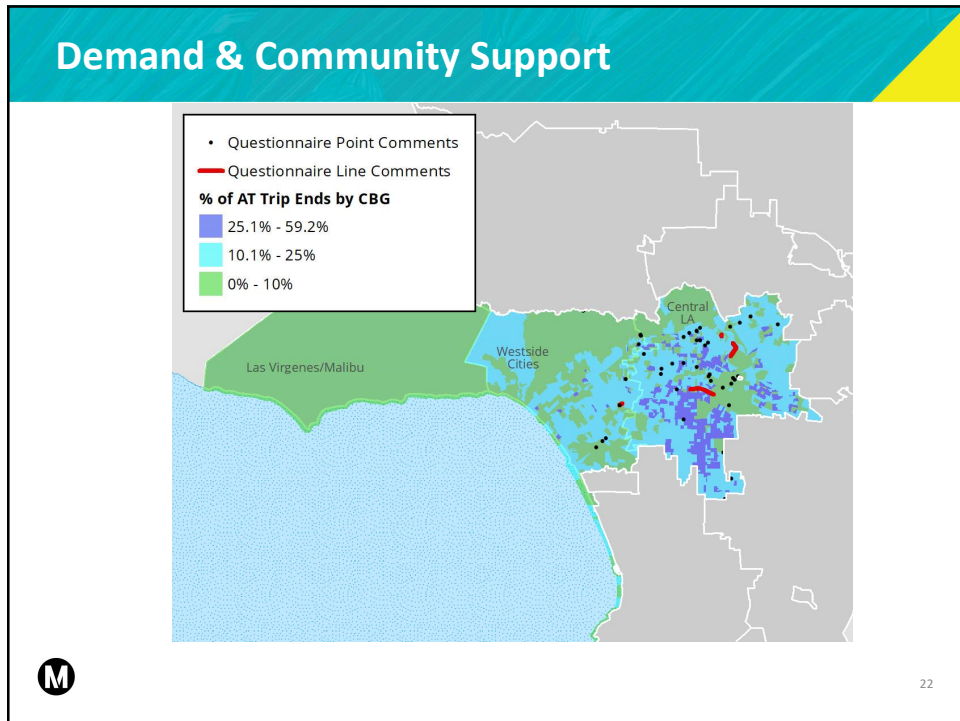 Demand & Community Support
Questionnaire Point Comments
Questionnaire Line Comments
% of AT Trip Ends by CBG
25.1% - 59.2%
10.1% - 25%
0% - 10%
Central
LA
Westside
Cities
Las Virgenes/Malibu
M
22